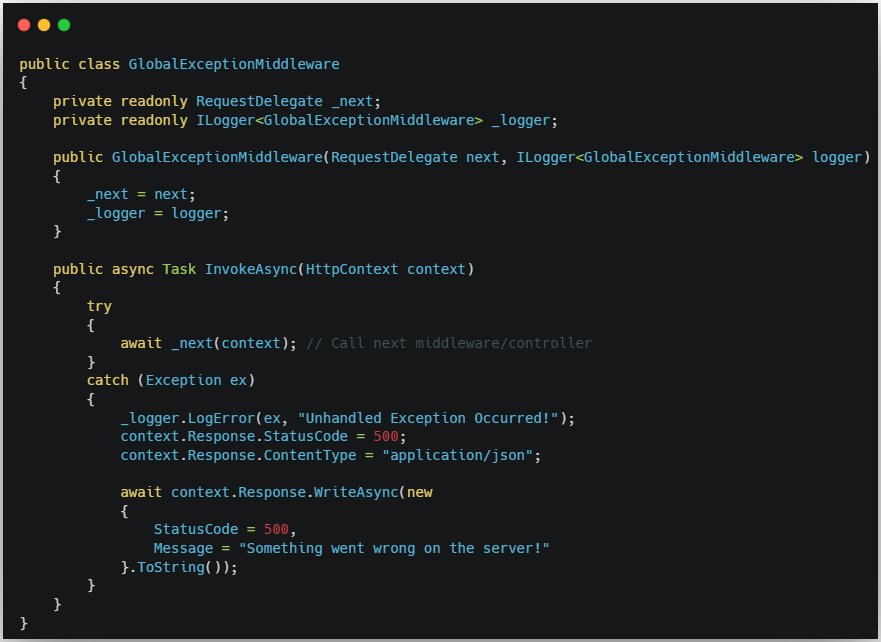 public class GlobalExceptionMiddleware
{
    private readonly RequestDelegate _next;
    private readonly ILogger<GlobalExceptionMiddleware> _logger;

    public GlobalExceptionMiddleware(RequestDelegate next, ILogger<GlobalExceptionMiddleware> logger)
    {
        _next = next;
        _logger = logger;
    }

    public async Task InvokeAsync(HttpContext context)
    {
        try
        {
            await _next(context); // Call next middleware/controller
        }
        catch (Exception ex)
        {
            _logger.LogError(ex, "Unhandled Exception Occurred!");
            context.Response.StatusCode = 500;
            context.Response.ContentType = "application/json";

            await context.Response.WriteAsync(new
            {
                StatusCode = 500,
                Message = "Something went wrong on the server!"
            }.ToString());
        }
    }
}